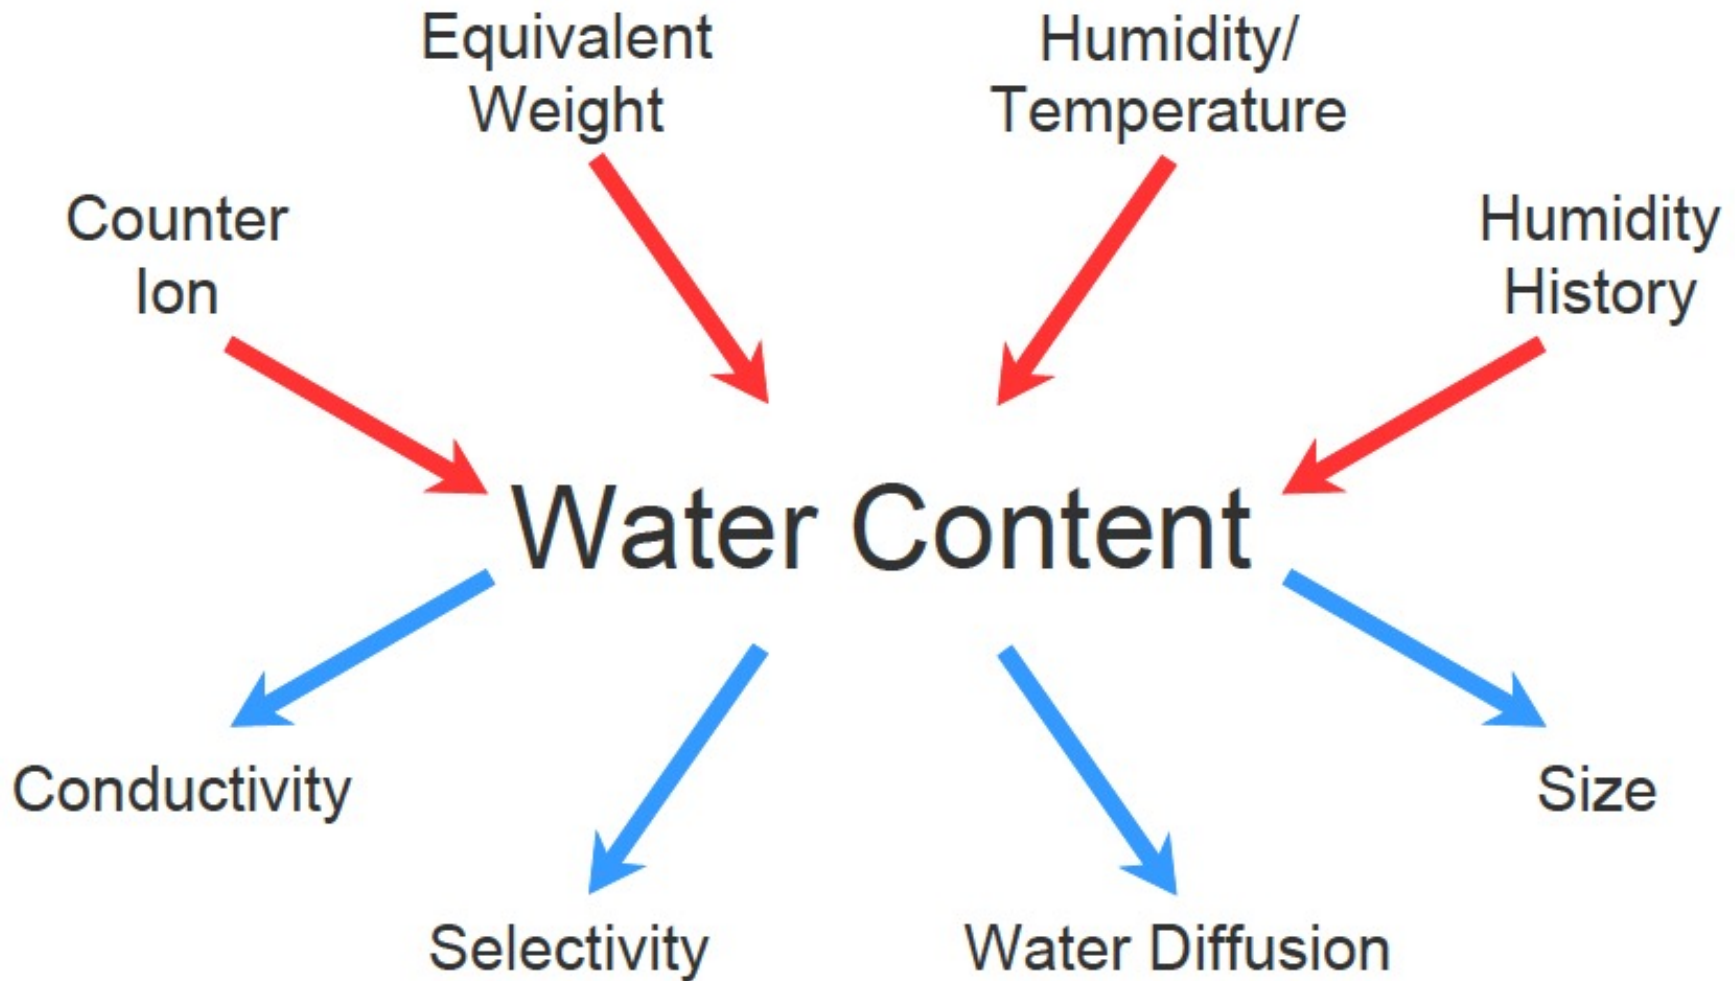 Equivalent
Weight
Humidity/
Temperature
Counter
Ion
Humidity
History
Water Content
Conductivity
Size
Selectivity
Water Diffusion